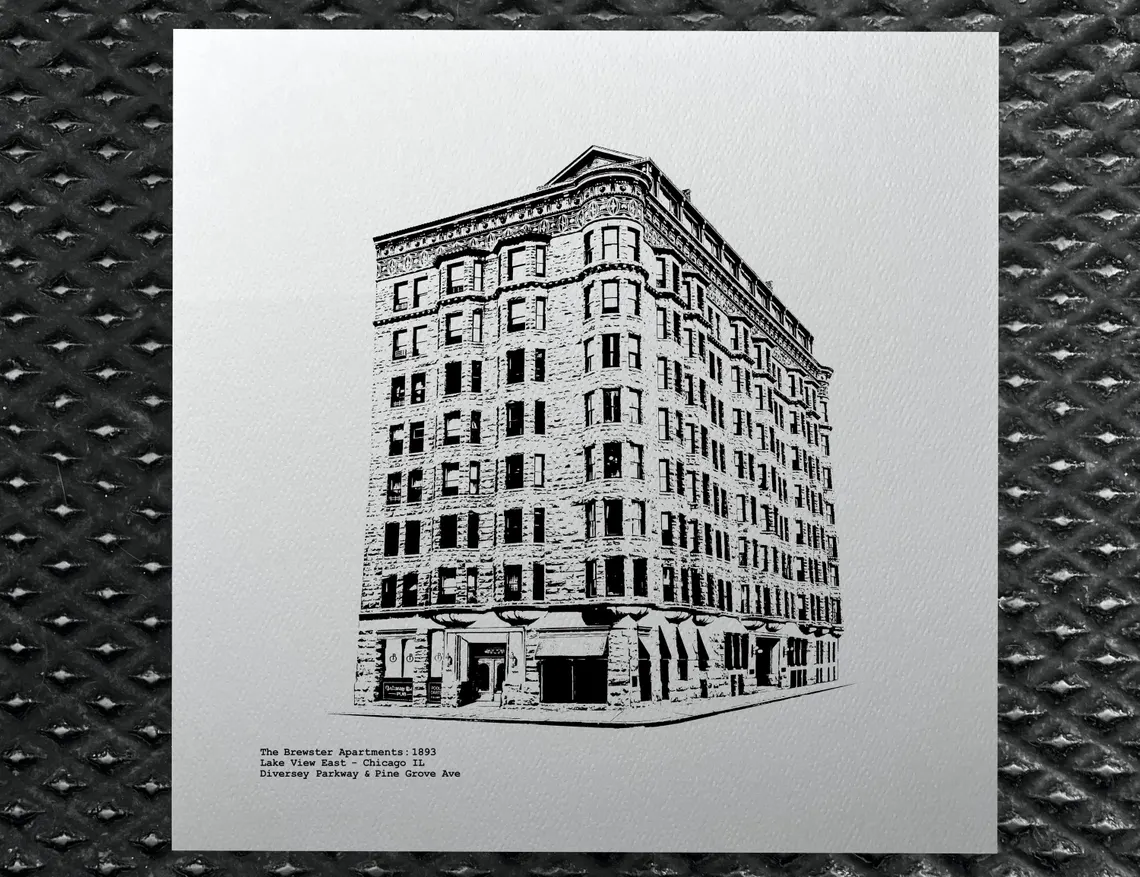 The Brewster Apartments:1893
Lake View East - Chicago IL
Diversey Parkway & Pine Grove Ave